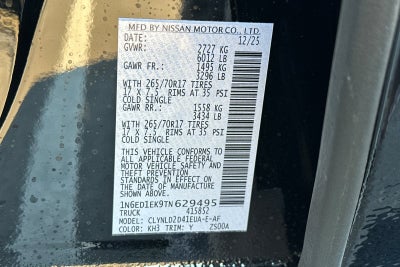 MFD BY NISSAN MOTOR CO., LTD.
DATE: 12/25
GVWR: 2727 KG
6012 LB
GAWR FR.: 1495 KG
3296 LB
WITH 265/70R17 TIRES
17 X 7.5 RIMS AT 35 PSI
COLD SINGLE
GAWR RR.: 1558 KG
3434 LB
WITH 265/70R17 TIRES
17 X 7.5 RIMS AT 35 PSI
COLD SINGLE
THIS VEHICLE CONFORMS TO
ALL APPLICABLE FEDERAL
MOTOR VEHICLE SAFETY AND
THEFT PREVENTION STANDARDS
IN EFFECT ON THE DATE OF
MANUFACTURE SHOWN ABOVE.
1N6ED1EK9TN629495
TRUCK 415852
MODEL: CLYNLD2D41EUA-E-AF
COLOR: KH3 TRIM: Y 2S00A